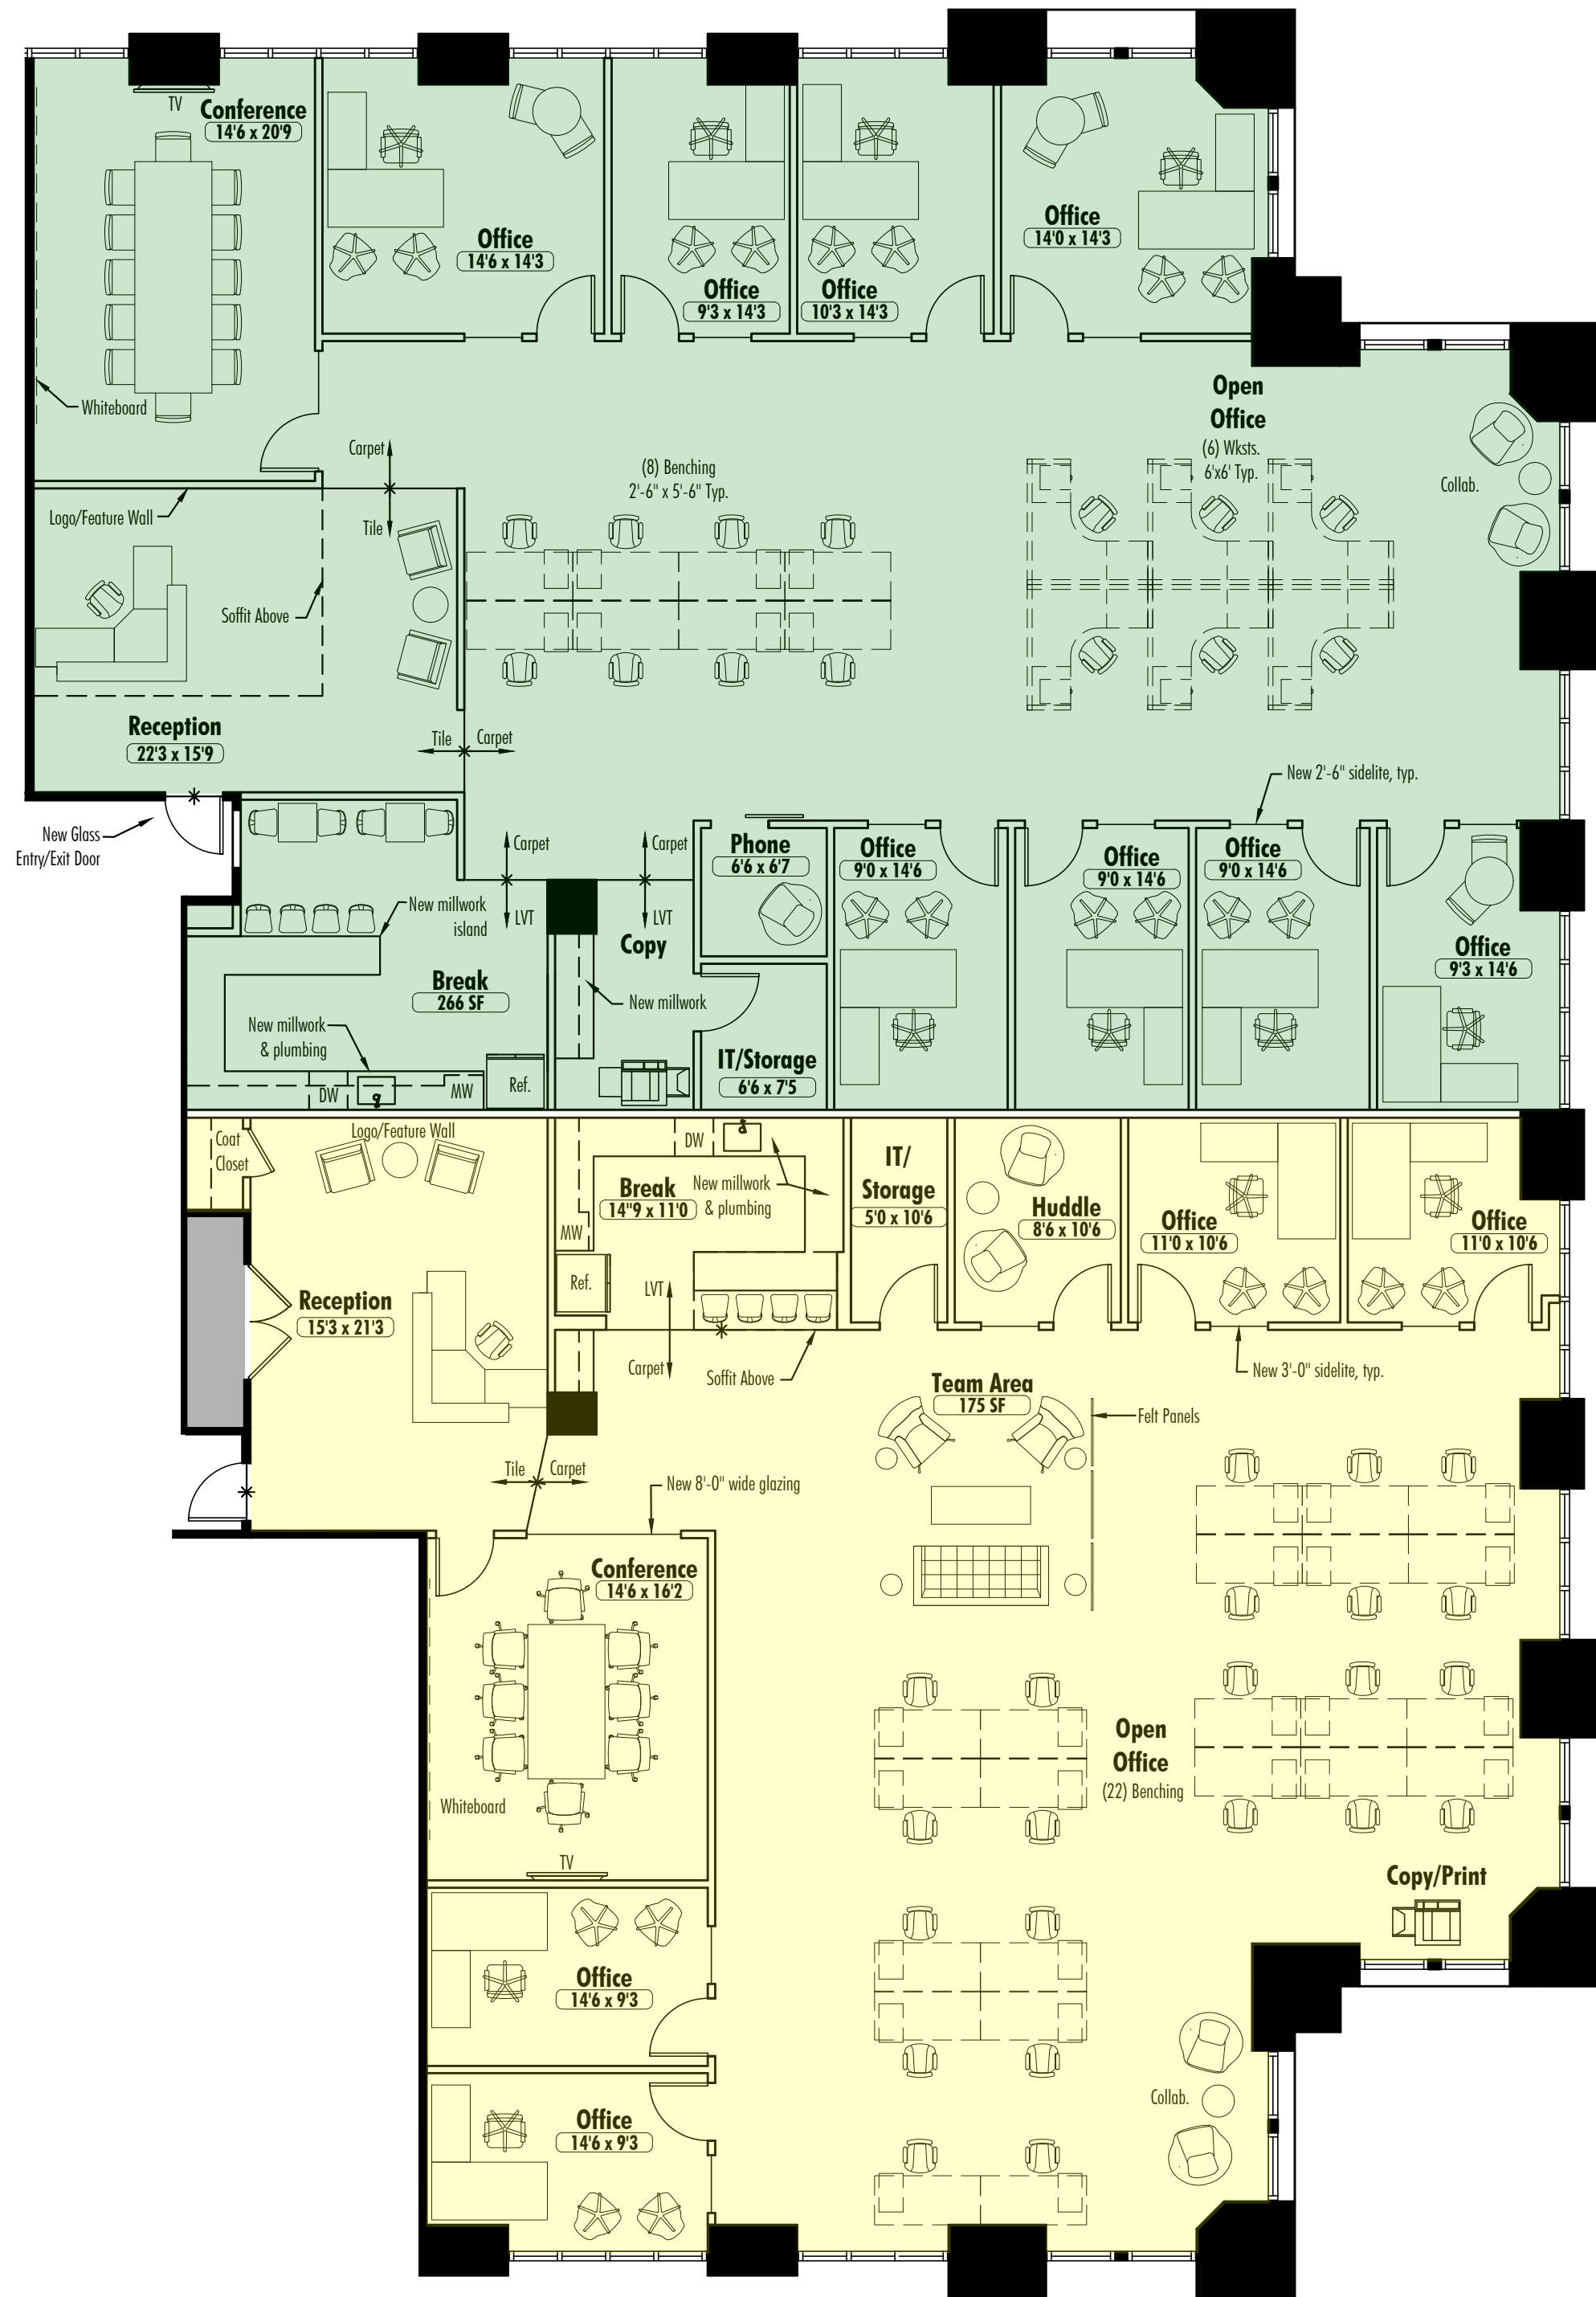 TV
Conference
14'6 x 20'9
Whiteboard
Office
14'6 x 14'3
Office
9'3 x 14'3
Office
10'3 x 14'3
Office
14'0 x 14'3
Open
Office
(6) Wksts.
6'x6' Typ.
Collab.
Carpet
Tile
(8) Benching
2'-6" x 5'-6" Typ.
Logo/Feature Wall
Soffit Above
Reception
22'3 x 15'9
Tile
Carpet
New Glass
Entry/Exit Door
New 2'-6" sidelite, typ.
Carpet
LVT
Carpet
LVT
Phone
6'6 x 6'7
Office
9'0 x 14'6
Office
9'0 x 14'6
Office
9'0 x 14'6
Office
9'3 x 14'6
New millwork
island
Copy
Break
266 SF
New millwork
New millwork
& plumbing
DW
MW
Ref.
IT/Storage
6'6 x 7'5
Coat
Closet
Logo/Feature Wall
DW
Break
14"9 x 11'0
New millwork
& plumbing
MW
Ref.
LVT
Carpet
Soffit Above
IT/
Storage
5'0 x 10'6
Huddle
8'6 x 10'6
Office
11'0 x 10'6
Office
11'0 x 10'6
Reception
15'3 x 21'3
New 3'-0" sidelite, typ.
Team Area
175 SF
Felt Panels
Tile
Carpet
New 8'-0" wide glazing
Conference
14'6 x 16'2
Whiteboard
TV
Open
Office
(22) Benching
Copy/Print
Office
14'6 x 9'3
Office
14'6 x 9'3
Collab.